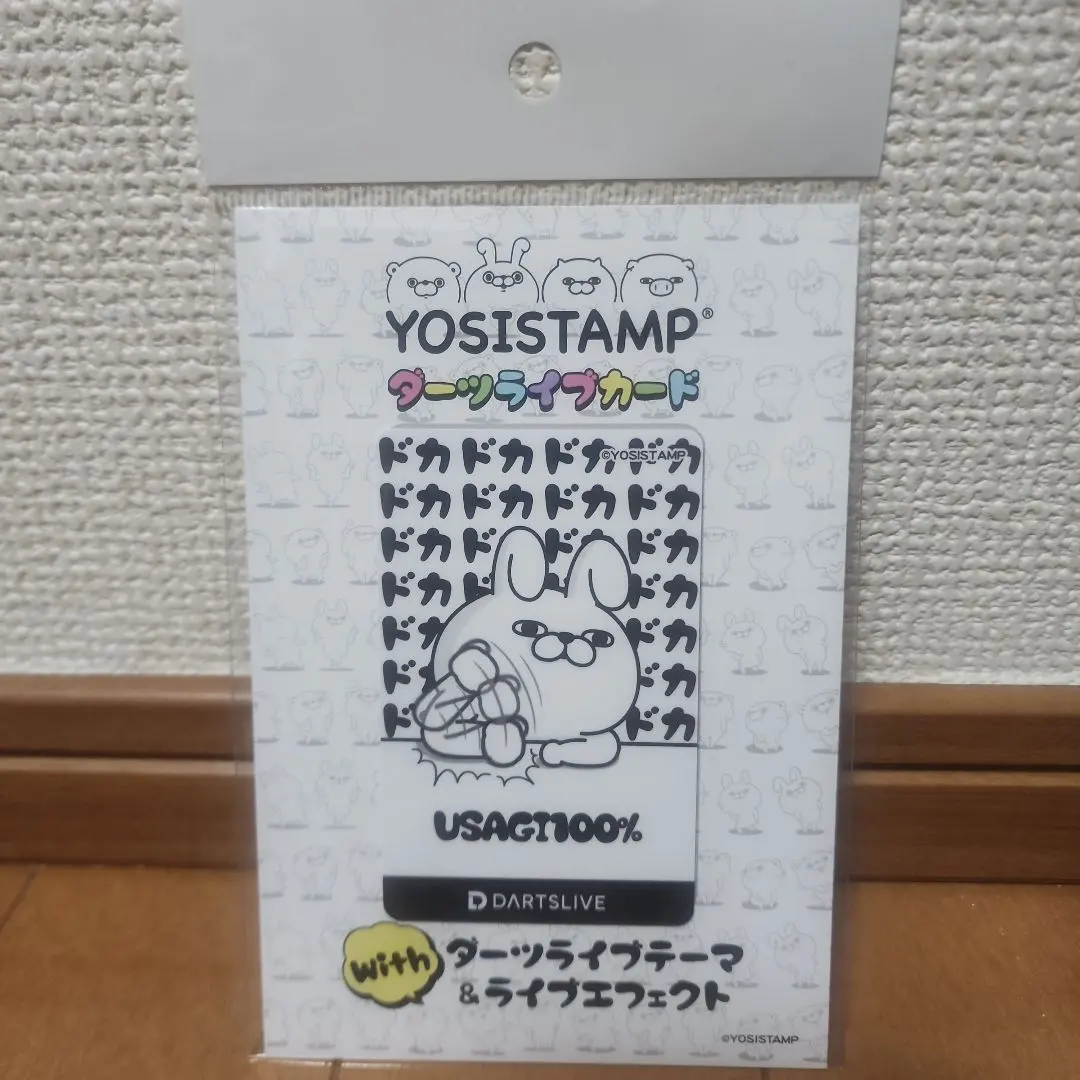 YOSISTAMP®
ダーツライブカード
ドカドカドカドカ
©YOSISTAMP
ドカドカドカドカ
ドカドドドカ
ドカドドカ
ドカドカ
ドカドカ
ドドカ
USAGI100%
DARTSLIVE
with ダーツライブテーマ
&ライブエフェクト
©YOSISTAMP